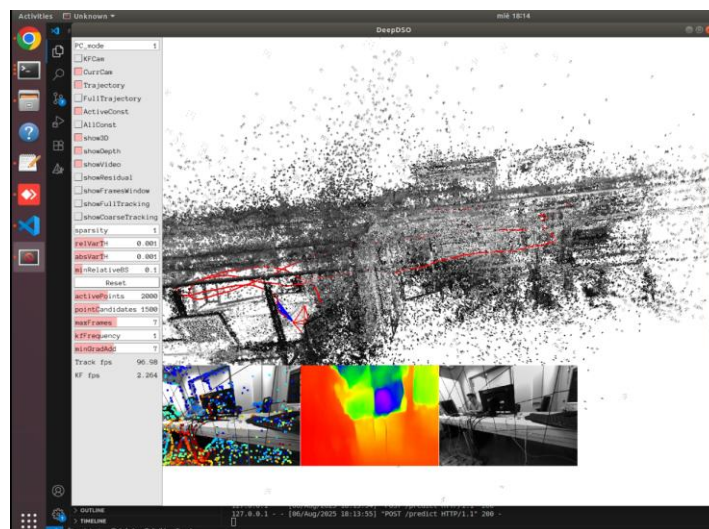 Activities Unknown mié 18:14
DeepDSO
PC_mode 1
KFCam
CurrCam
Trajectory
FullTrajectory
ActiveConst
AllConst
show3D
showDepth
showVideo
showResidual
showFramesWindow
showFullTracking
showCoarseTracking
sparsity 1
relVarTH 0.001
absVarTH 0.001
minRelativeBS 0.1
Reset
activePoints 2000
pointCandidates 1500
maxFrames 7
kfFrequency 1
minGradAdd 7
Track fps 96.98
KF fps 2.264
OUTLINE
TIMELINE
127.0.0.1 - - [06/Aug/2025 18:13:55] "POST /predict HTTP/1.1" 200 -